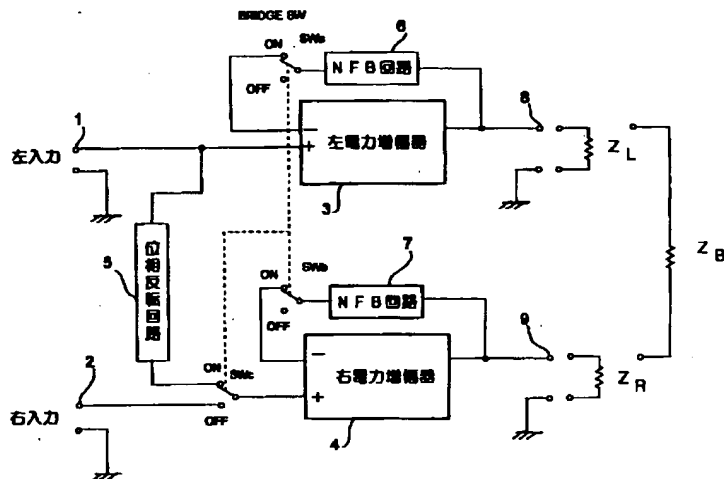 BRIDGE SW
ON
SWa
6
NFB回路
OFF
1
左入力
左電力増幅器
3
8
Z L
Z B
5
位相反転回路
ON
SWb
7
NFB回路
OFF
2
右入力
ON
SWc
OFF
右電力増幅器
4
9
Z R